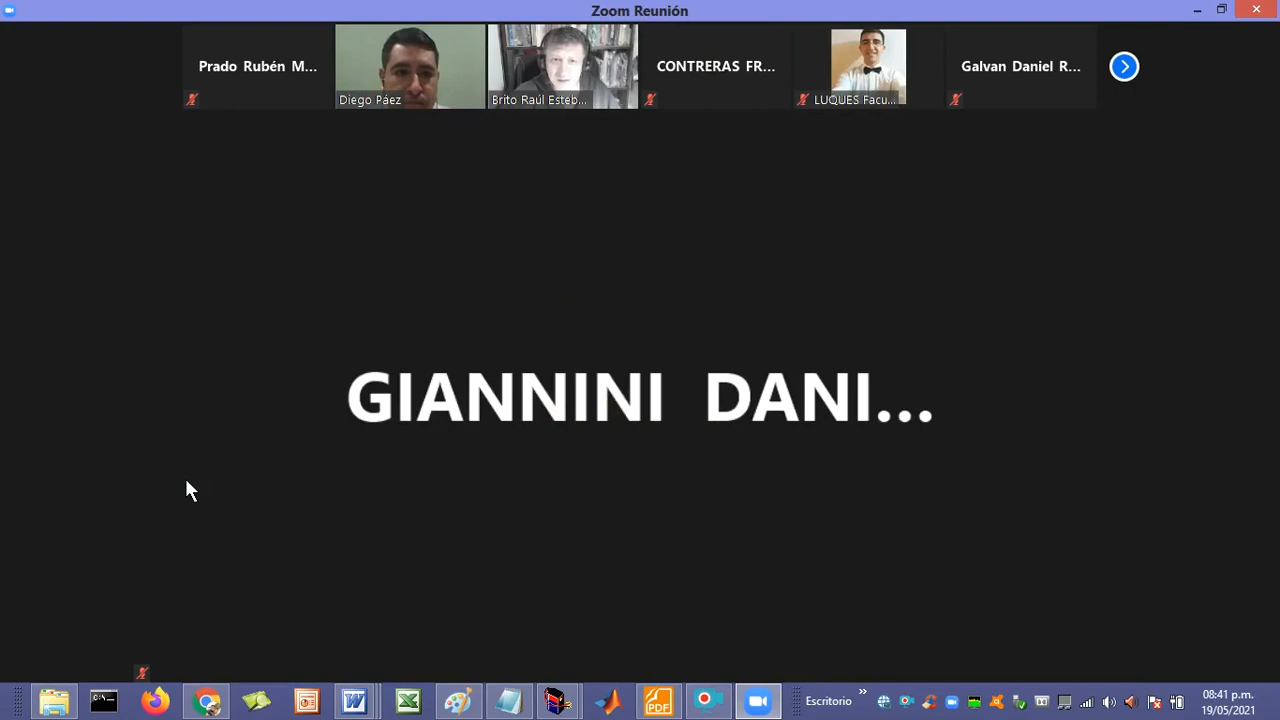 Zoom Reunión
Prado Rubén M...
Diego Páez
Brito Raúl Esteb...
CONTRERAS FR...
LUQUES Facu...
Galvan Daniel R...
GIANNINI DANI...
C:\_
W
PDF
Escritorio
08:41 p.m.
19/05/2021